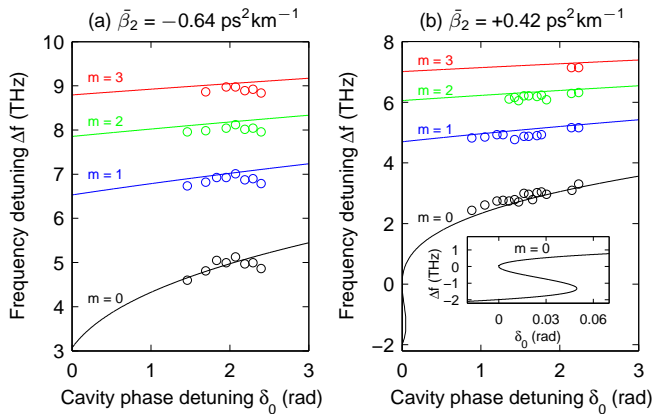 (a) β̄₂ = −0.64 ps²km⁻¹
(b) β̄₂ = +0.42 ps²km⁻¹
Frequency detuning Δf (THz)
10
9
8
7
6
5
4
3
m = 3
m = 2
m = 1
m = 0
0
1
2
3
Cavity phase detuning δ₀ (rad)
Frequency detuning Δf (THz)
8
6
4
2
0
−2
m = 3
m = 2
m = 1
m = 0
m = 0
Δf (THz)
1
0
−1
−2
0
0.03
0.06
δ₀ (rad)
0
1
2
3
Cavity phase detuning δ₀ (rad)